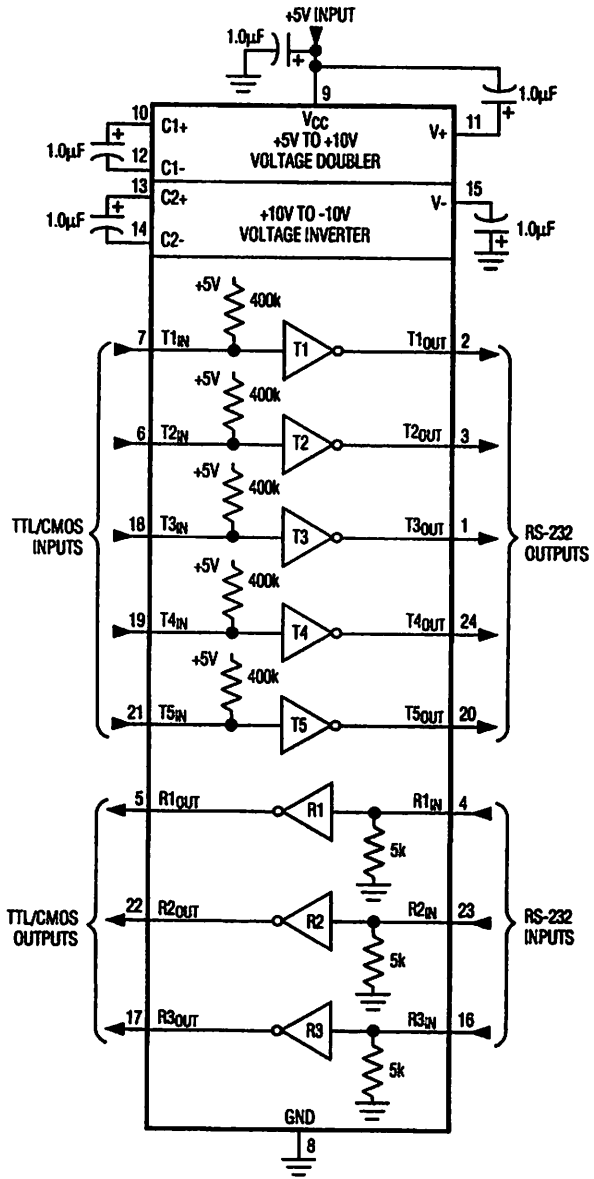 +5V INPUT
1.0µF
+
9
1.0µF
+
10
C1+
VCC
+5V TO +10V
VOLTAGE DOUBLER
V+
11
1.0µF
+
12
C1-
13
C2+
+10V TO -10V
VOLTAGE INVERTER
V-
15
1.0µF
+
14
C2-
1.0µF
+
+5V
400k
7
T1IN
T1
T1OUT
2
+5V
400k
6
T2IN
T2
T2OUT
3
+5V
400k
TTL/CMOS
INPUTS
18
T3IN
T3
T3OUT
1
RS-232
OUTPUTS
+5V
400k
19
T4IN
T4
T4OUT
24
+5V
400k
21
T5IN
T5
T5OUT
20
5
R1OUT
R1
R1IN
4
5k
TTL/CMOS
OUTPUTS
22
R2OUT
R2
R2IN
23
RS-232
INPUTS
5k
17
R3OUT
R3
R3IN
16
5k
GND
8